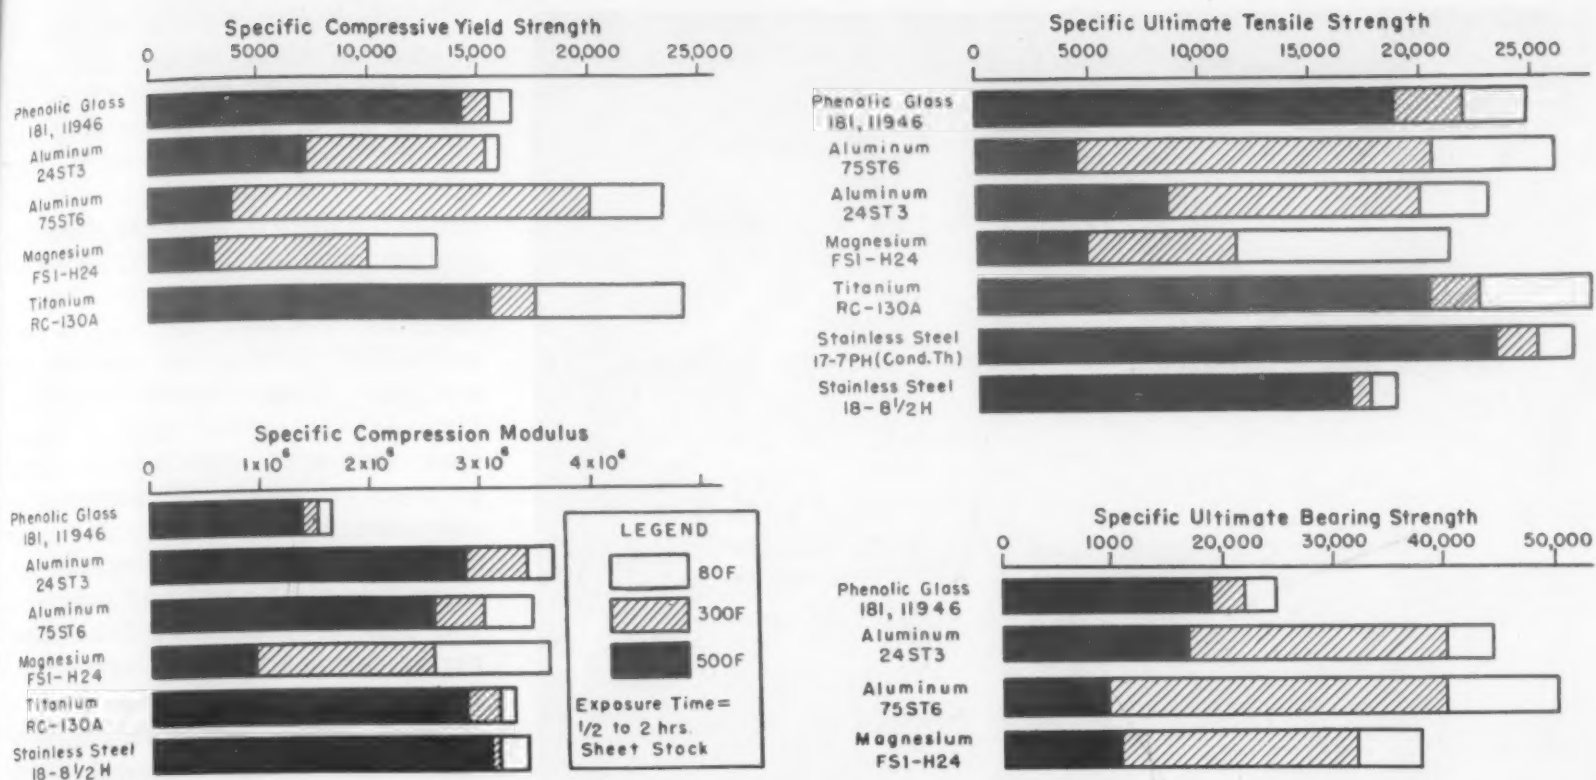 Specific Compressive Yield Strength
0 5000 10,000 15,000 20,000 25,000
Phenolic Glass
181, 11946
Aluminum
24ST3
Aluminum
75ST6
Magnesium
FS1-H24
Titanium
RC-130A
Specific Ultimate Tensile Strength
0 5000 10,000 15,000 20,000 25,000
Phenolic Glass
181, 11946
Aluminum
75ST6
Aluminum
24ST3
Magnesium
FS1-H24
Titanium
RC-130A
Stainless Steel
17-7PH (Cond.Th)
Stainless Steel
18-8 1/2 H
Specific Compression Modulus
0 1x10⁶ 2x10⁶ 3x10⁶ 4x10⁶
Phenolic Glass
181, 11946
Aluminum
24ST3
Aluminum
75ST6
Magnesium
FS1-H24
Titanium
RC-130A
Stainless Steel
18-8 1/2 H
LEGEND
80F
300F
500F
Exposure Time=
1/2 to 2 hrs.
Sheet Stock
Specific Ultimate Bearing Strength
0 1000 20,000 30,000 40,000 50,000
Phenolic Glass
181, 11946
Aluminum
24ST3
Aluminum
75ST6
Magnesium
FS1-H24